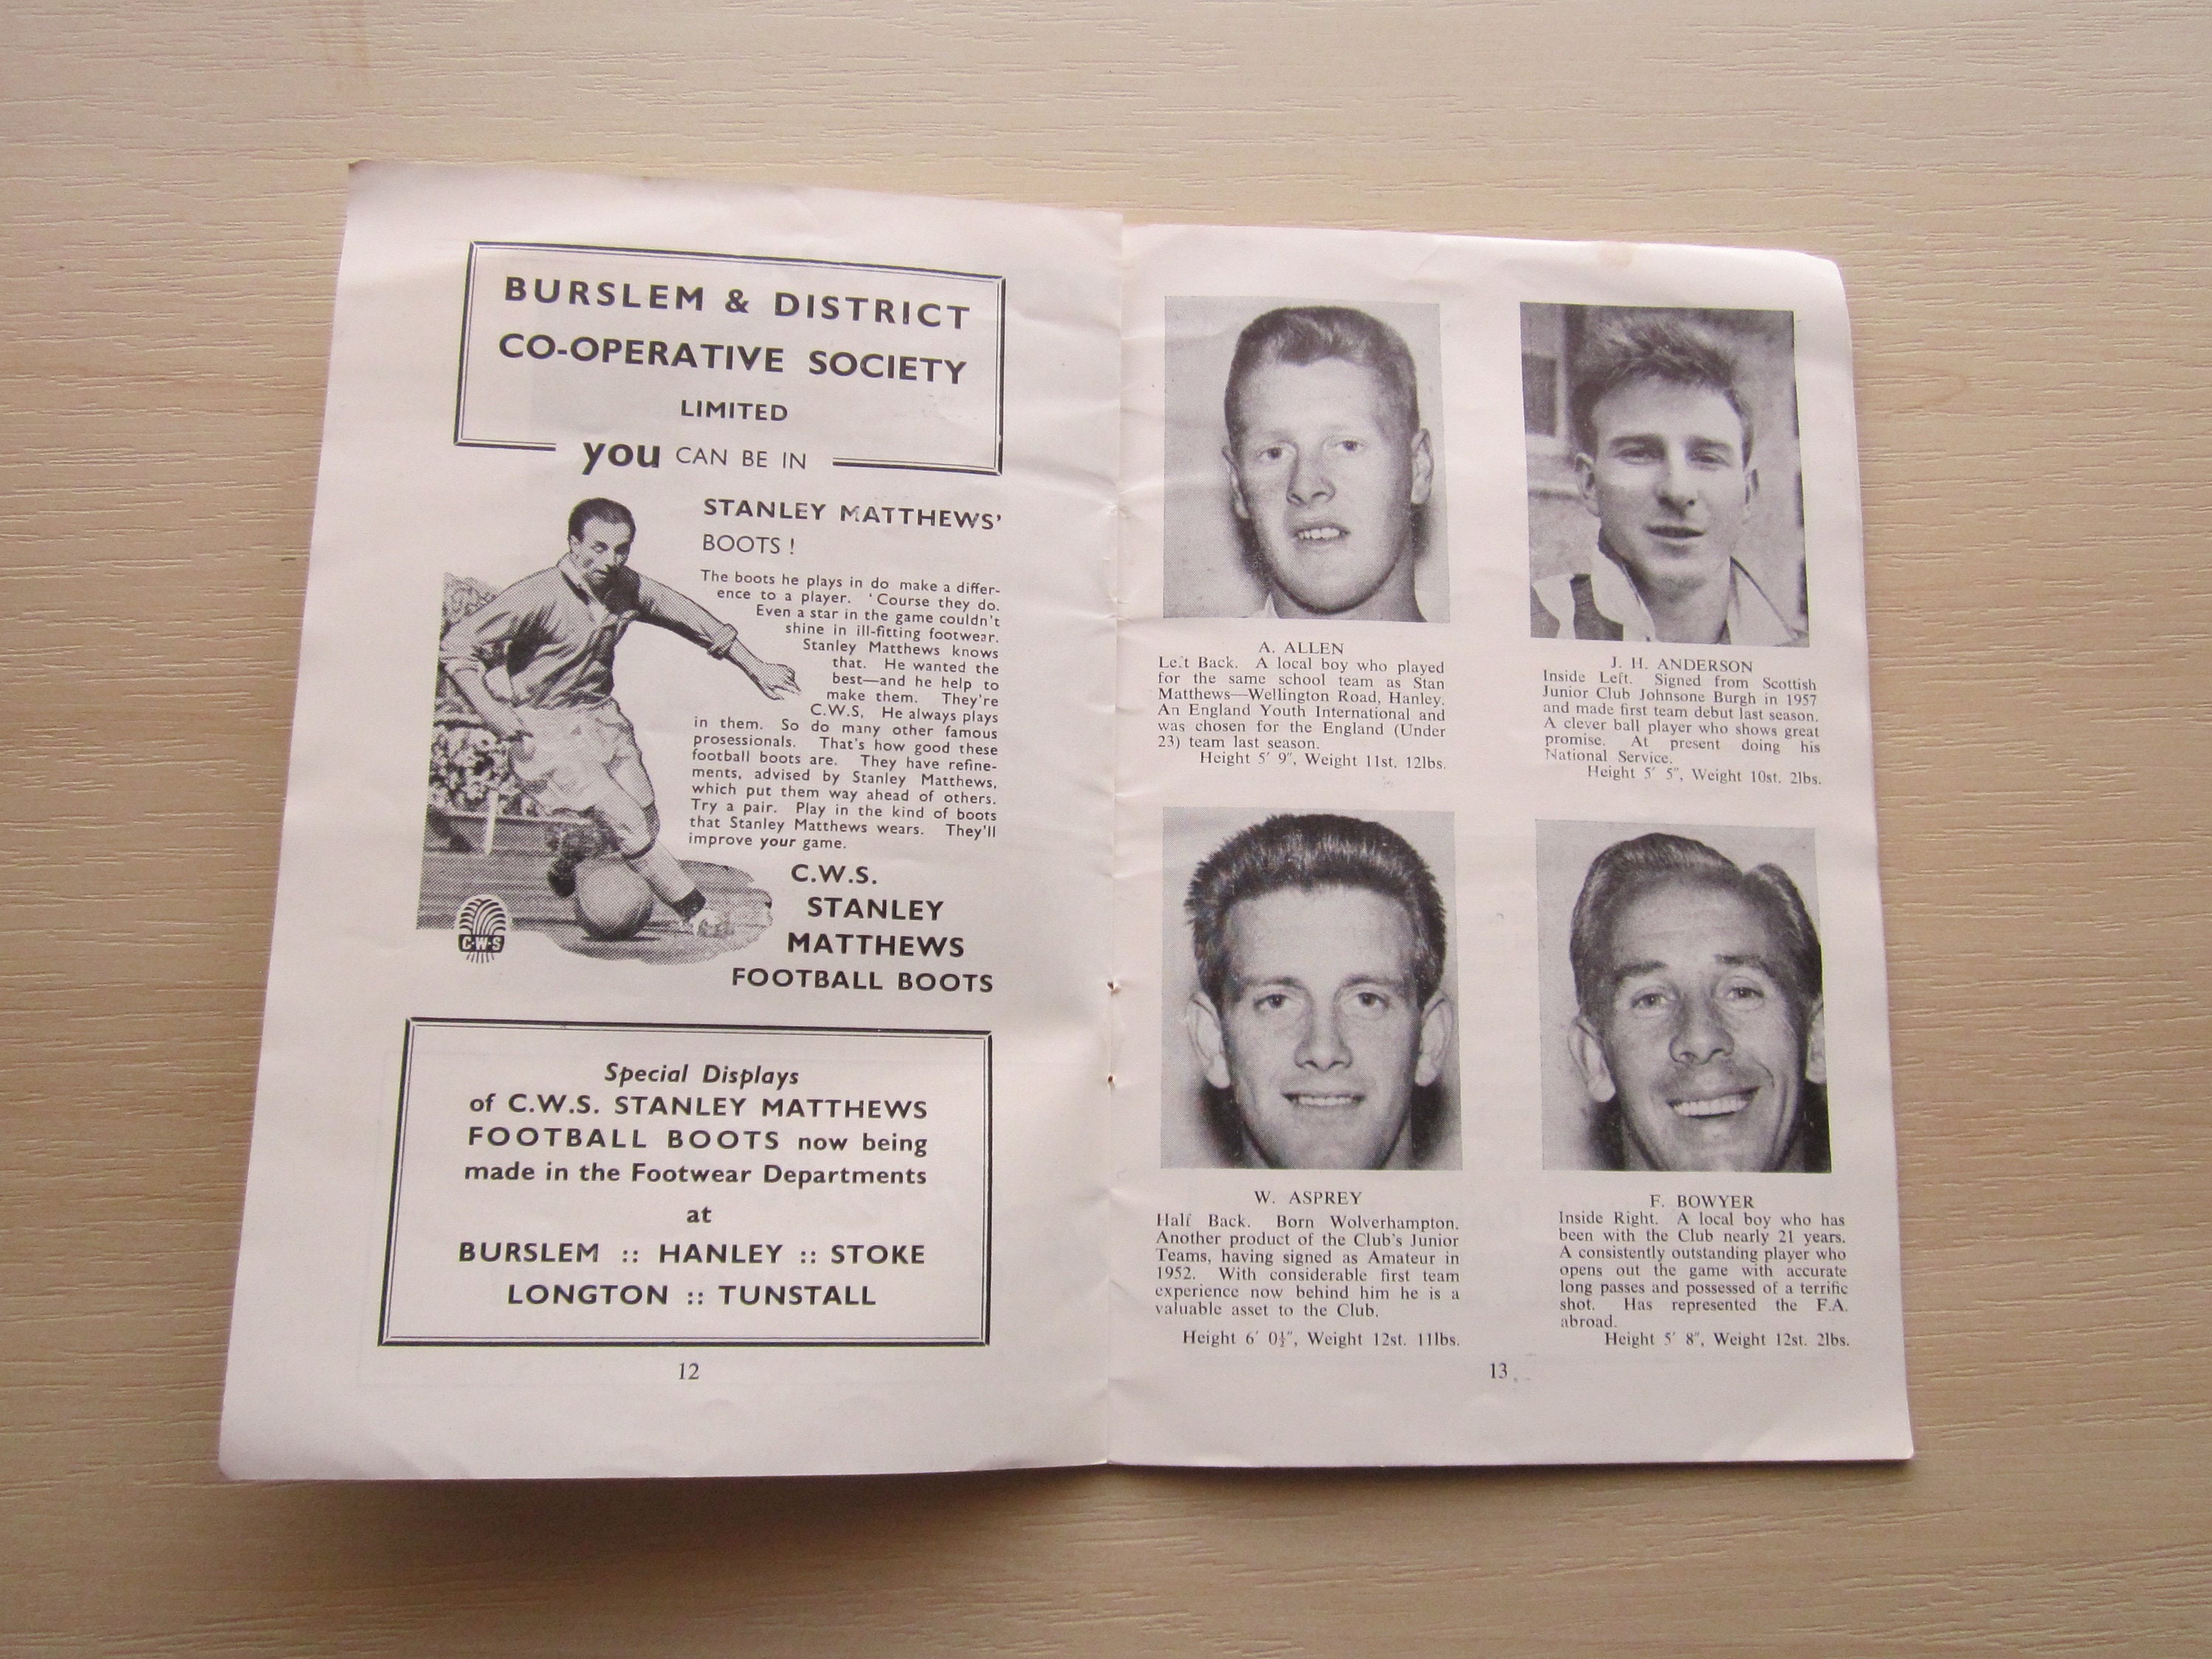 BURSLEM & DISTRICT
CO-OPERATIVE SOCIETY
LIMITED
you CAN BE IN
STANLEY MATTHEWS'
BOOTS !
The boots he plays in do make a differ-
ence to a player. 'Course they do.
Even a star in the game couldn't
shine in ill-fitting footwear.
Stanley Matthews knows
that. He wanted the
best—and he help to
make them. They're
C.W.S. He always plays
in them. So do many other famous
prosessionals. That's how good these
football boots are. They have refine-
ments, advised by Stanley Matthews,
which put them way ahead of others.
Try a pair. Play in the kind of boots
that Stanley Matthews wears. They'll
improve your game.
C.W.S.
STANLEY
MATTHEWS
FOOTBALL BOOTS
C·W·S
Special Displays
of C.W.S. STANLEY MATTHEWS
FOOTBALL BOOTS now being
made in the Footwear Departments
at
BURSLEM :: HANLEY :: STOKE
LONGTON :: TUNSTALL
12
A. ALLEN
Left Back. A local boy who played
for the same school team as Stan
Matthews—Wellington Road, Hanley.
An England Youth International and
was chosen for the England (Under
23) team last season.
Height 5′ 9″, Weight 11st. 12lbs.
J. H. ANDERSON
Inside Left. Signed from Scottish
Junior Club Johnsone Burgh in 1957
and made first team debut last season.
A clever ball player who shows great
promise. At present doing his
National Service.
Height 5′ 5″, Weight 10st. 2lbs.
W. ASPREY
Half Back. Born Wolverhampton.
Another product of the Club's Junior
Teams, having signed as Amateur in
1952. With considerable first team
experience now behind him he is a
valuable asset to the Club.
Height 6′ 0½″, Weight 12st. 11lbs.
F. BOWYER
Inside Right. A local boy who has
been with the Club nearly 21 years.
A consistently outstanding player who
opens out the game with accurate
long passes and possessed of a terrific
shot. Has represented the F.A.
abroad.
Height 5′ 8″, Weight 12st. 2lbs.
13